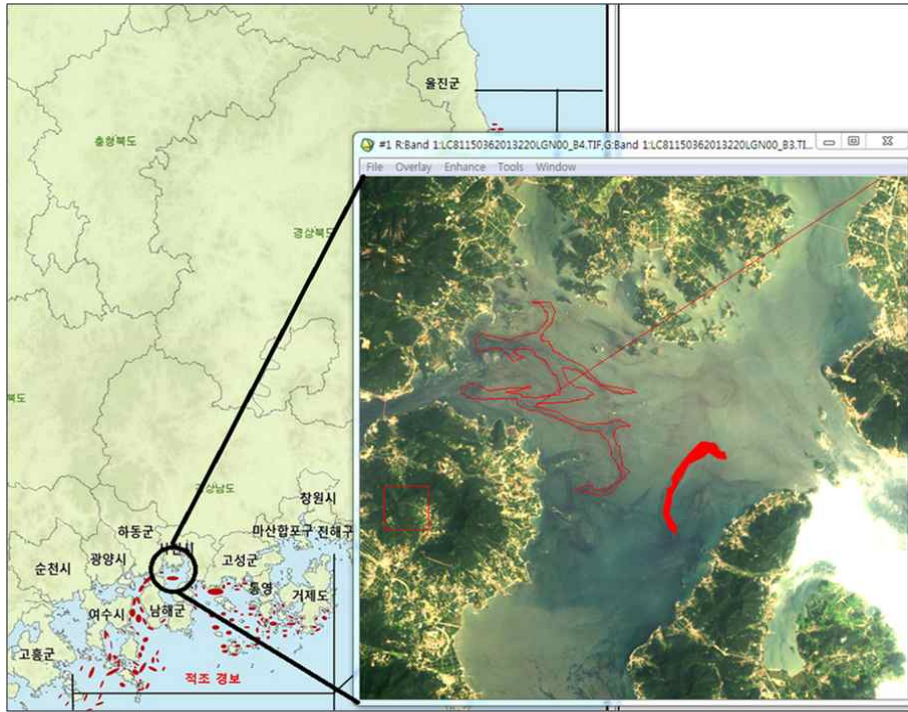 울진군
충청북도
#1 R:Band 1:LC81150362013220LGN00_B4.TIF,G:Band 1:LC81150362013220LGN00_B3.TI...
File Overlay Enhance Tools Window
경상북도
북도
창원시
하동군
마산합포구 진해구
순천시
광양시
고성군
통영
거제도
여수시
남해군
고흥군
적조 경보